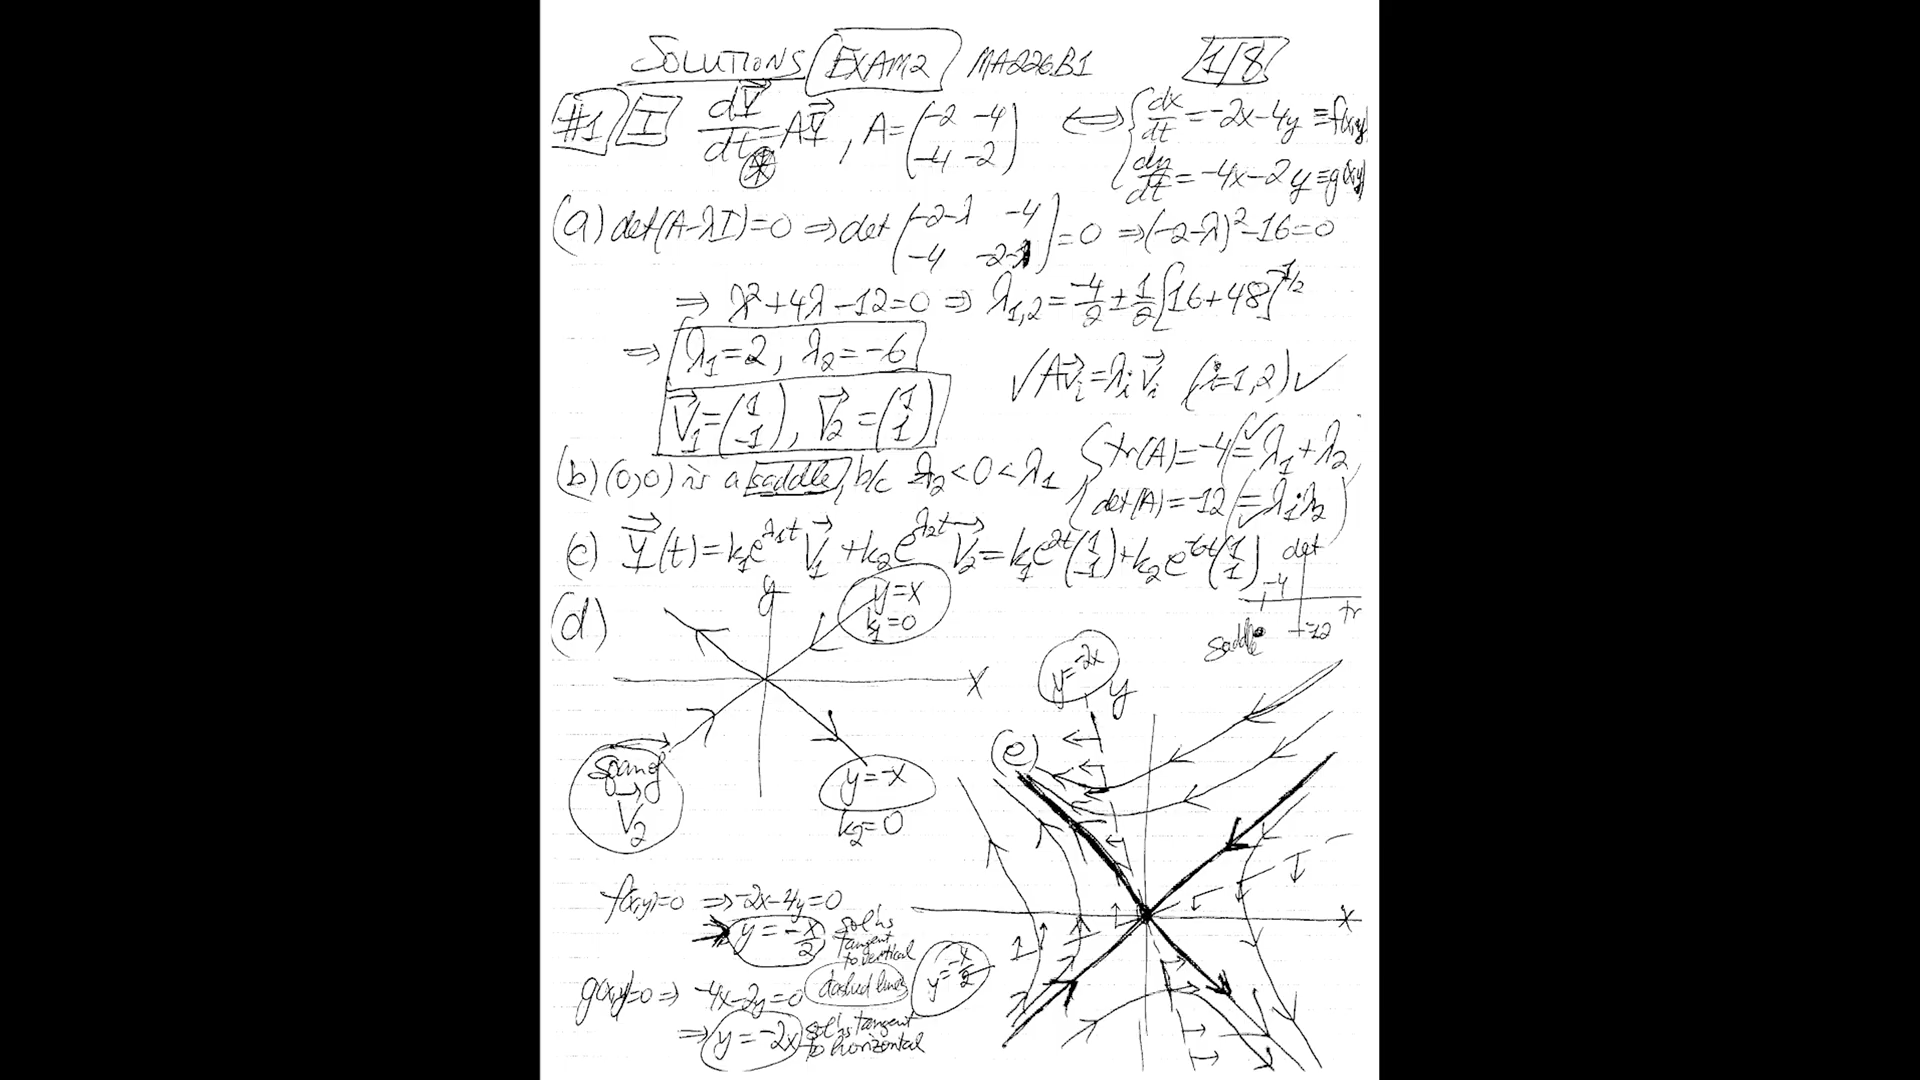 SOLUTIONS EXAM2 MA226B1 1/8
#1 I dY/dt = AY, A = (-2 -4; -4 -2) ⟺ { dx/dt = -2x-4y ≡ f(x,y)
* dy/dt = -4x-2y ≡ g(x,y)
(a) det(A-λI)=0 ⇒ det (-2-λ -4; -4 -2-λ) = 0 ⇒ (-2-λ)²-16=0
⇒ λ²+4λ-12=0 ⇒ λ1,2 = -4/2 ± 1/2 [16+48]^1/2
⇒ λ1=2, λ2=-6
√ Avi = λi vi (i=1,2) ✓
V1 = (1; -1), V2 = (1; 1)
(b) (0,0) is a saddle, b/c λ2<0<λ1 { tr(A)=-4 (= λ1+λ2)
det(A)=-12 (= λ1·λ2)
(c) Y(t) = k1e^λ1t V1 + k2e^λ2t V2 = k1e^2t (1; -1) + k2e^-6t (1; 1)
det
-4
tr
-12
saddle
(d) y
y=x
k1=0
x
span of
V2
y=-x
k2=0
(e) y=-2x y
x
f(x,y)=0 ⇒ -2x-4y=0
→ y = -x/2 sol'ns
tangent
to vertical
dashed lines
y=-x/2
g(x,y)=0 ⇒ -4x-2y=0
⇒ y = -2x sol'ns tangent
to horizontal